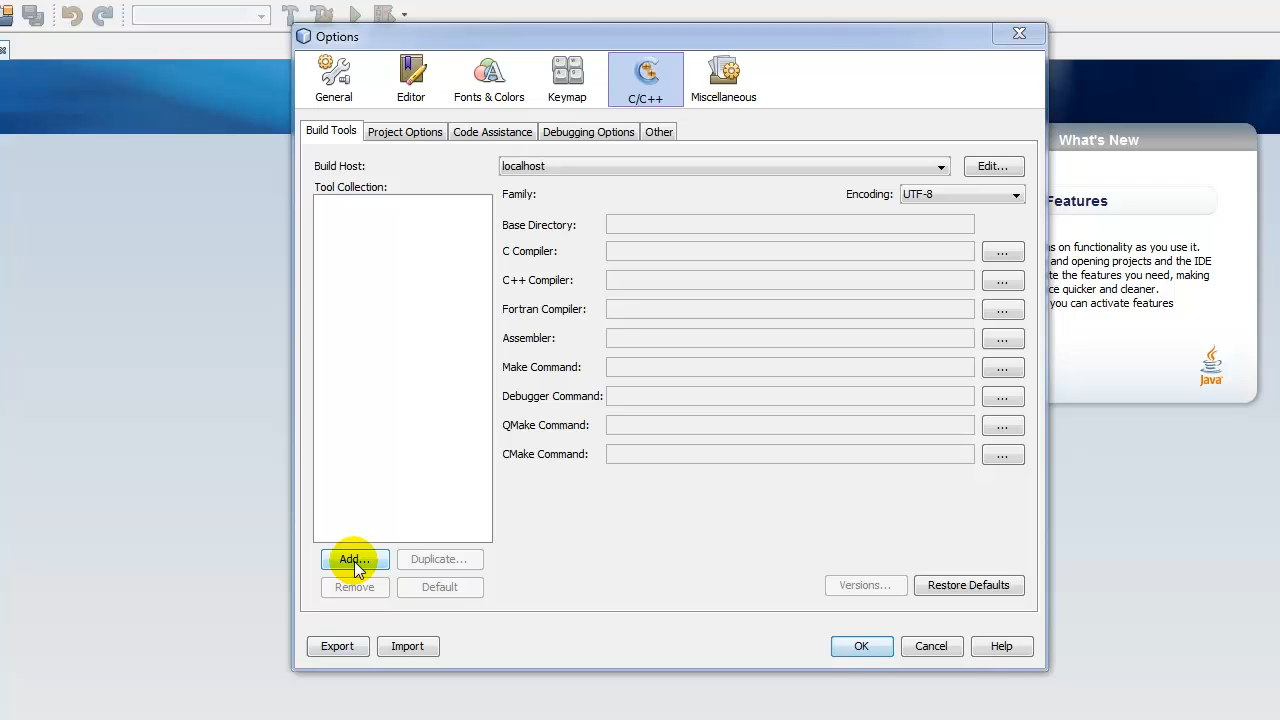 Options
General
Editor
Fonts & Colors
Keymap
C/C++
Miscellaneous
Build Tools
Project Options
Code Assistance
Debugging Options
Other
Build Host:
localhost
Edit...
Tool Collection:
Family:
Encoding:
UTF-8
Base Directory:
C Compiler:
...
C++ Compiler:
...
Fortran Compiler:
...
Assembler:
...
Make Command:
...
Debugger Command:
...
QMake Command:
...
CMake Command:
...
Add...
Duplicate...
Remove
Default
Versions...
Restore Defaults
Export
Import
OK
Cancel
Help
What's New
Features
s on functionality as you use it.
and opening projects and the IDE
te the features you need, making
ce quicker and cleaner.
you can activate features
Java